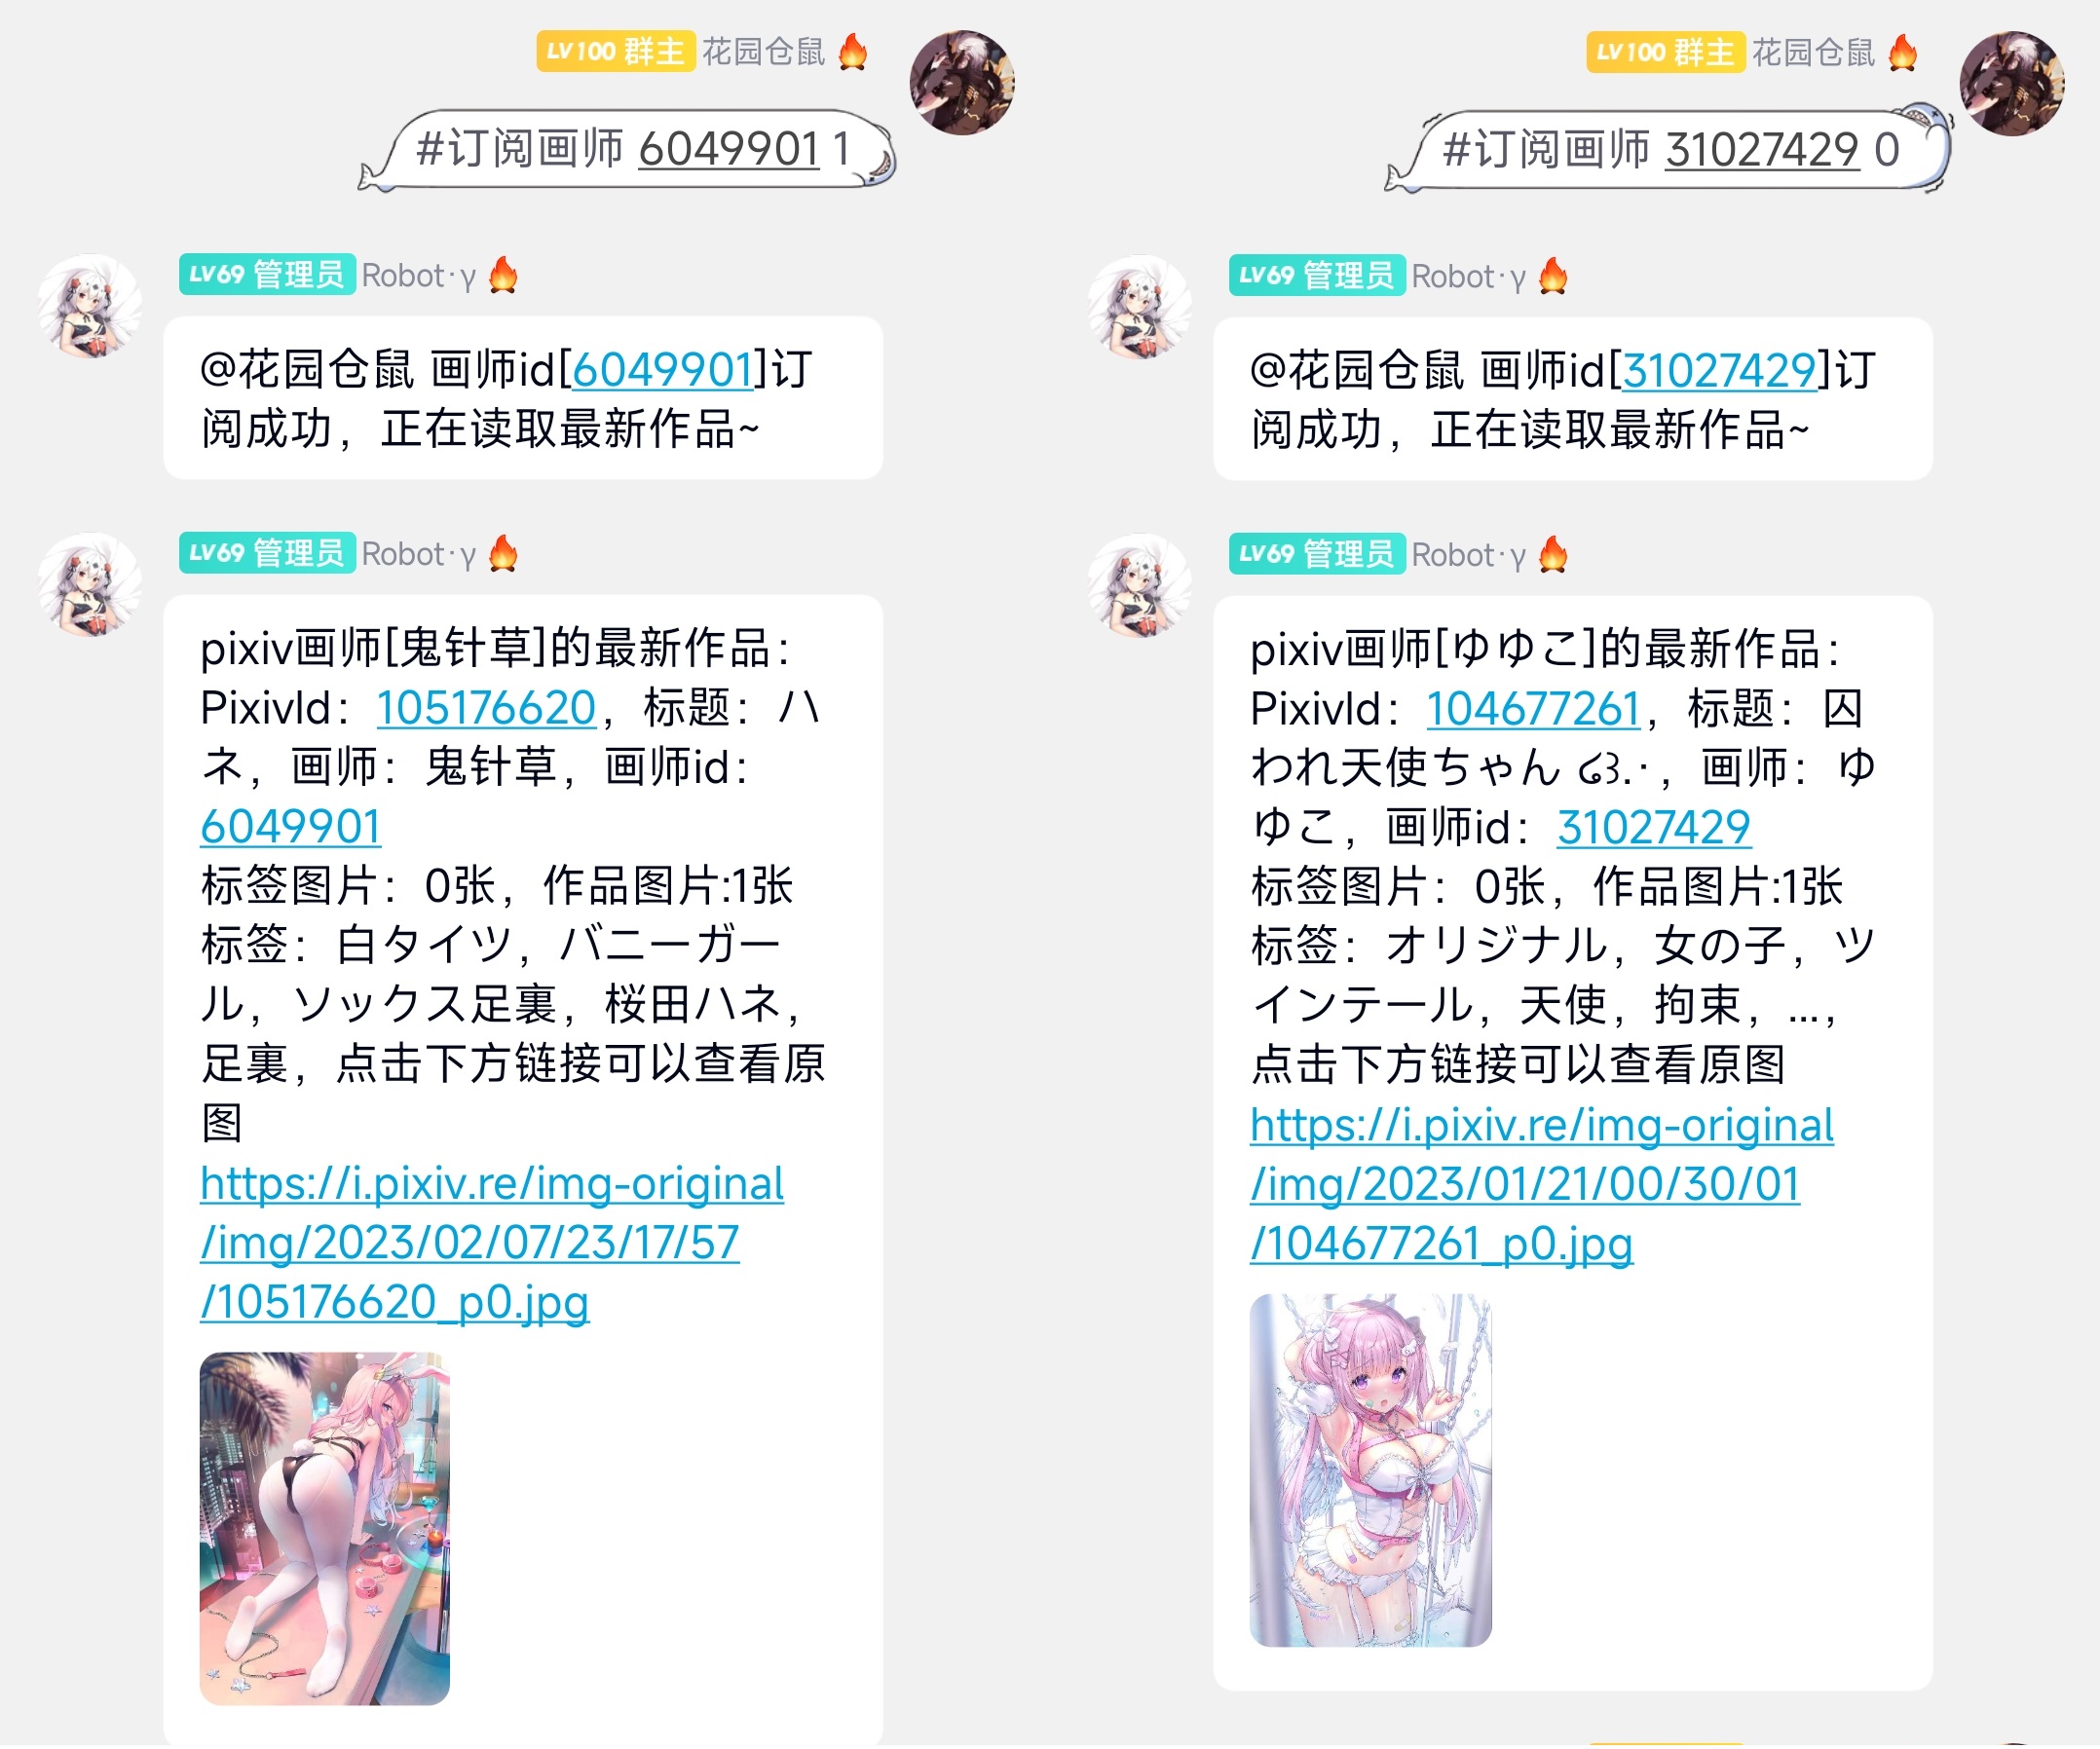 LV100 群主 花园仓鼠
#订阅画师 6049901 1
LV69 管理员 Robot·γ
@花园仓鼠 画师id[6049901]订
阅成功，正在读取最新作品~
LV69 管理员 Robot·γ
pixiv画师[鬼针草]的最新作品：
PixivId：105176620，标题：ハ
ネ，画师：鬼针草，画师id：
6049901
标签图片：0张，作品图片:1张
标签：白タイツ，バニーガー
ル，ソックス足裏，桜田ハネ，
足裏，点击下方链接可以查看原
图
https://i.pixiv.re/img-original
/img/2023/02/07/23/17/57
/105176620_p0.jpg
LV100 群主 花园仓鼠
#订阅画师 31027429 0
LV69 管理员 Robot·γ
@花园仓鼠 画师id[31027429]订
阅成功，正在读取最新作品~
LV69 管理员 Robot·γ
pixiv画师[ゆゆこ]的最新作品：
PixivId：104677261，标题：囚
われ天使ちゃん ໒꒱.·，画师：ゆ
ゆこ，画师id：31027429
标签图片：0张，作品图片:1张
标签：オリジナル，女の子，ツ
インテール，天使，拘束，...，
点击下方链接可以查看原图
https://i.pixiv.re/img-original
/img/2023/01/21/00/30/01
/104677261_p0.jpg